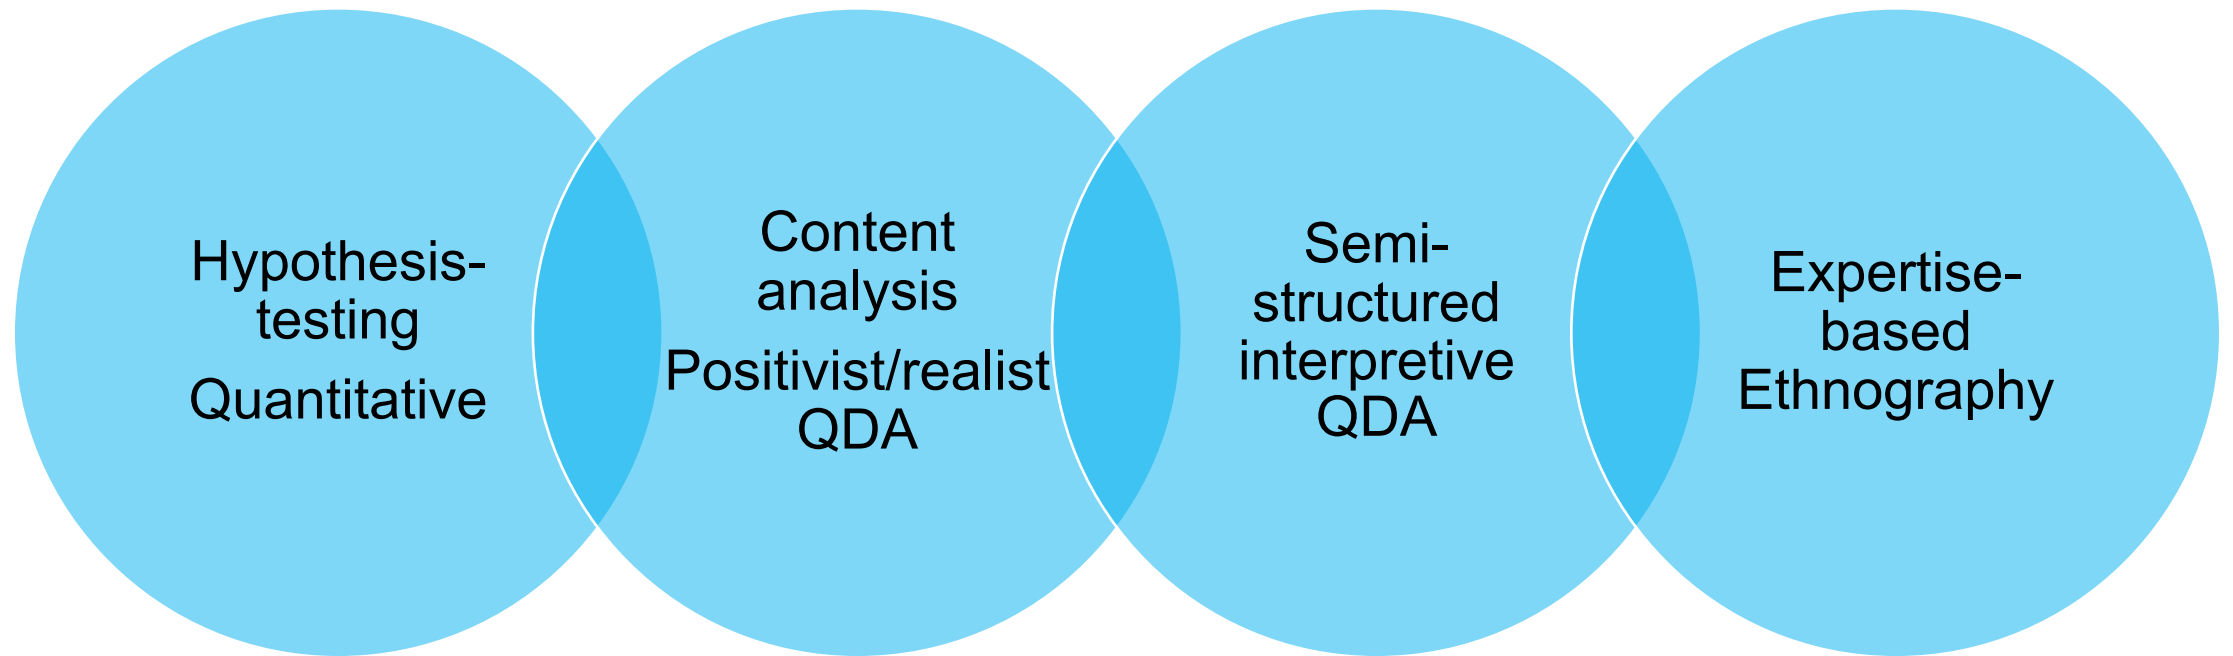 Hypothesis-
testing
Quantitative
Content
analysis
Positivist/realist
QDA
Semi-
structured
interpretive
QDA
Expertise-
based
Ethnography